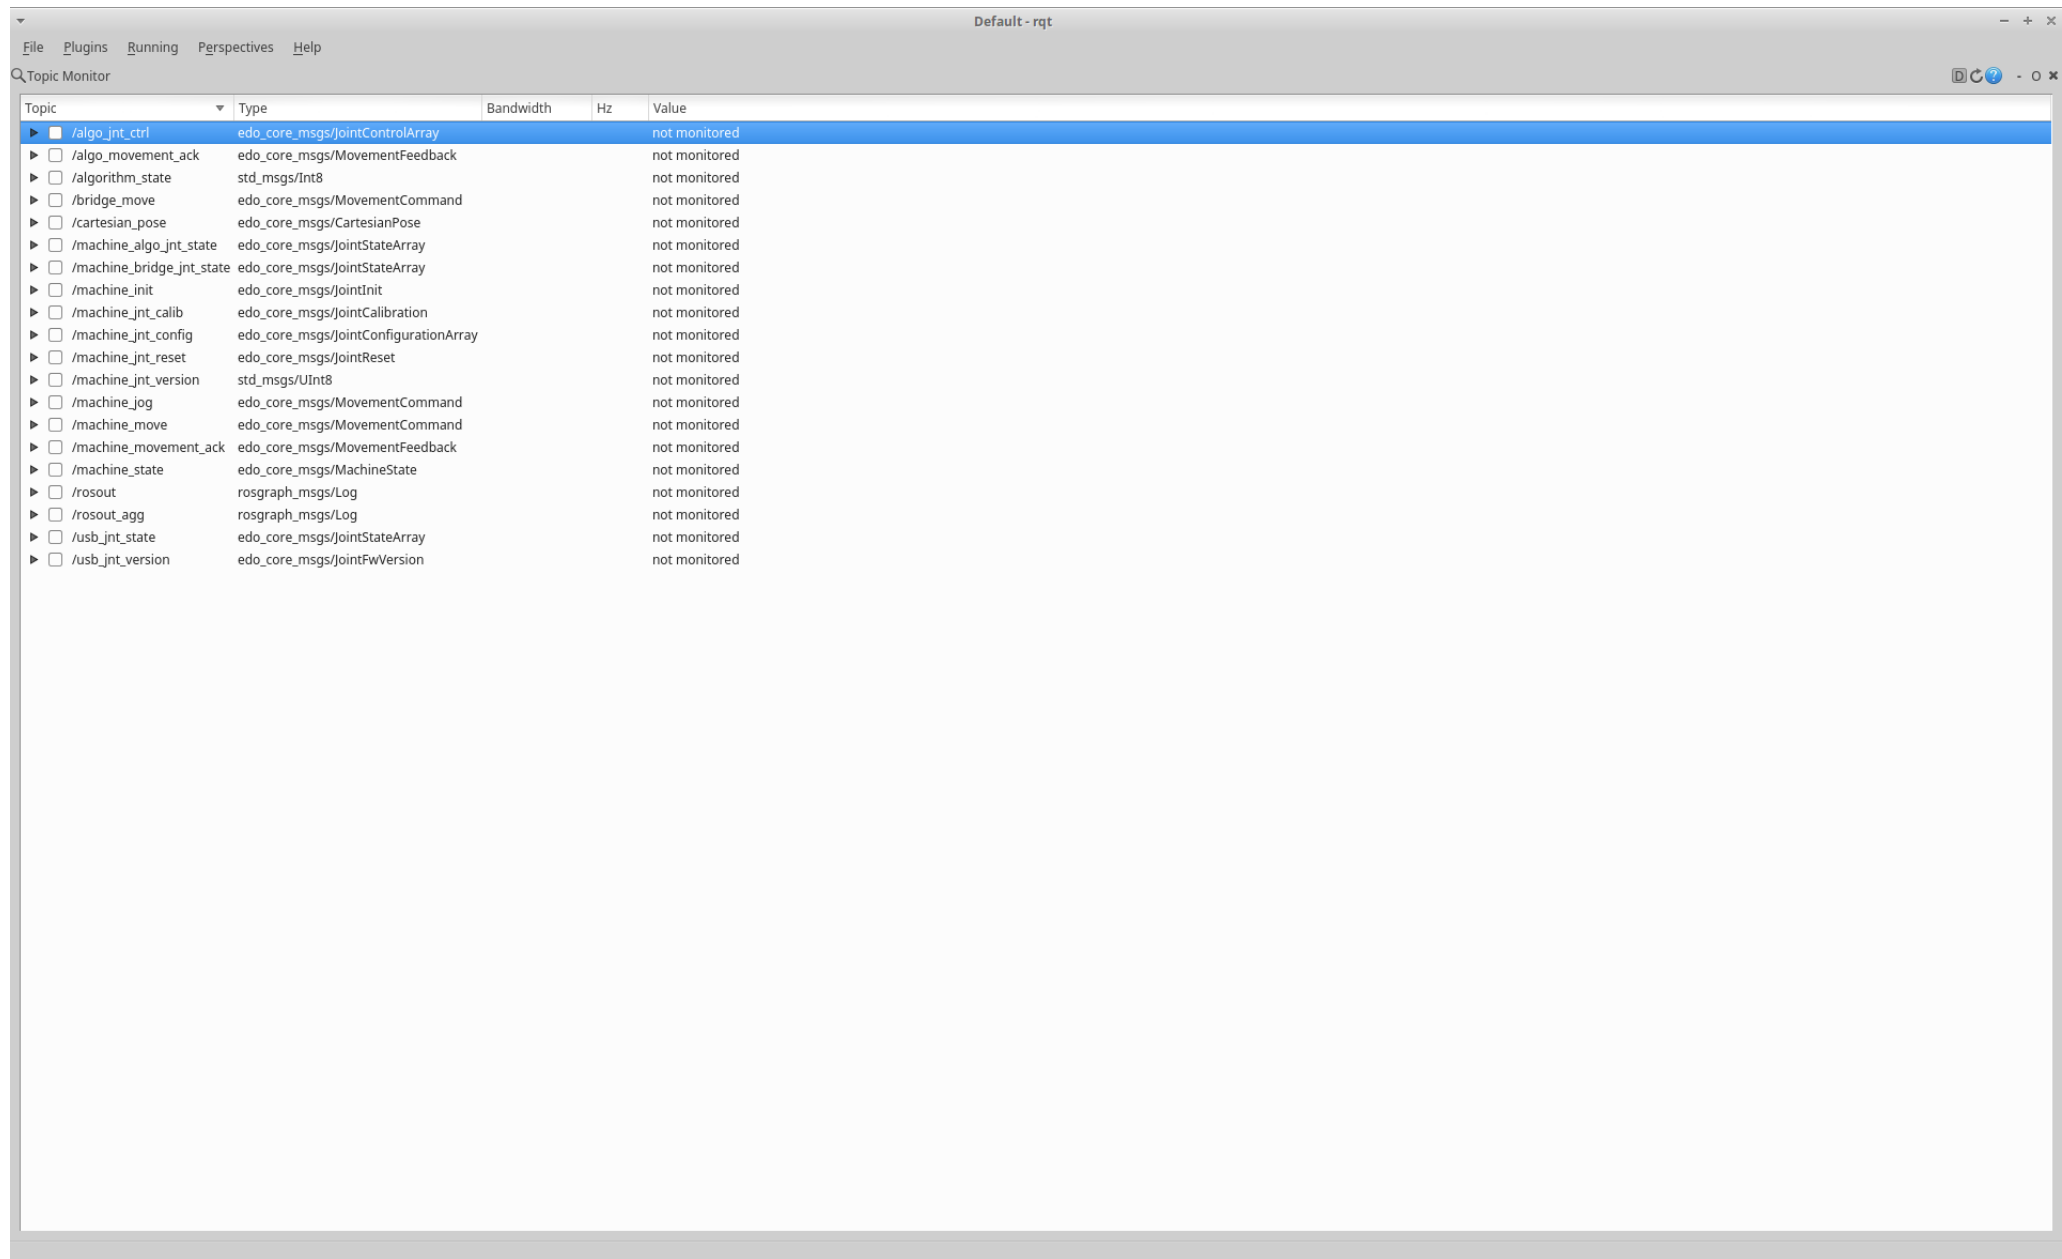 Default - rqt
File Plugins Running Perspectives Help
Topic Monitor D ? - O
Topic Type Bandwidth Hz Value
/algo_jnt_ctrl edo_core_msgs/JointControlArray not monitored
/algo_movement_ack edo_core_msgs/MovementFeedback not monitored
/algorithm_state std_msgs/Int8 not monitored
/bridge_move edo_core_msgs/MovementCommand not monitored
/cartesian_pose edo_core_msgs/CartesianPose not monitored
/machine_algo_jnt_state edo_core_msgs/JointStateArray not monitored
/machine_bridge_jnt_state edo_core_msgs/JointStateArray not monitored
/machine_init edo_core_msgs/JointInit not monitored
/machine_jnt_calib edo_core_msgs/JointCalibration not monitored
/machine_jnt_config edo_core_msgs/JointConfigurationArray not monitored
/machine_jnt_reset edo_core_msgs/JointReset not monitored
/machine_jnt_version std_msgs/UInt8 not monitored
/machine_jog edo_core_msgs/MovementCommand not monitored
/machine_move edo_core_msgs/MovementCommand not monitored
/machine_movement_ack edo_core_msgs/MovementFeedback not monitored
/machine_state edo_core_msgs/MachineState not monitored
/rosout rosgraph_msgs/Log not monitored
/rosout_agg rosgraph_msgs/Log not monitored
/usb_jnt_state edo_core_msgs/JointStateArray not monitored
/usb_jnt_version edo_core_msgs/JointFwVersion not monitored